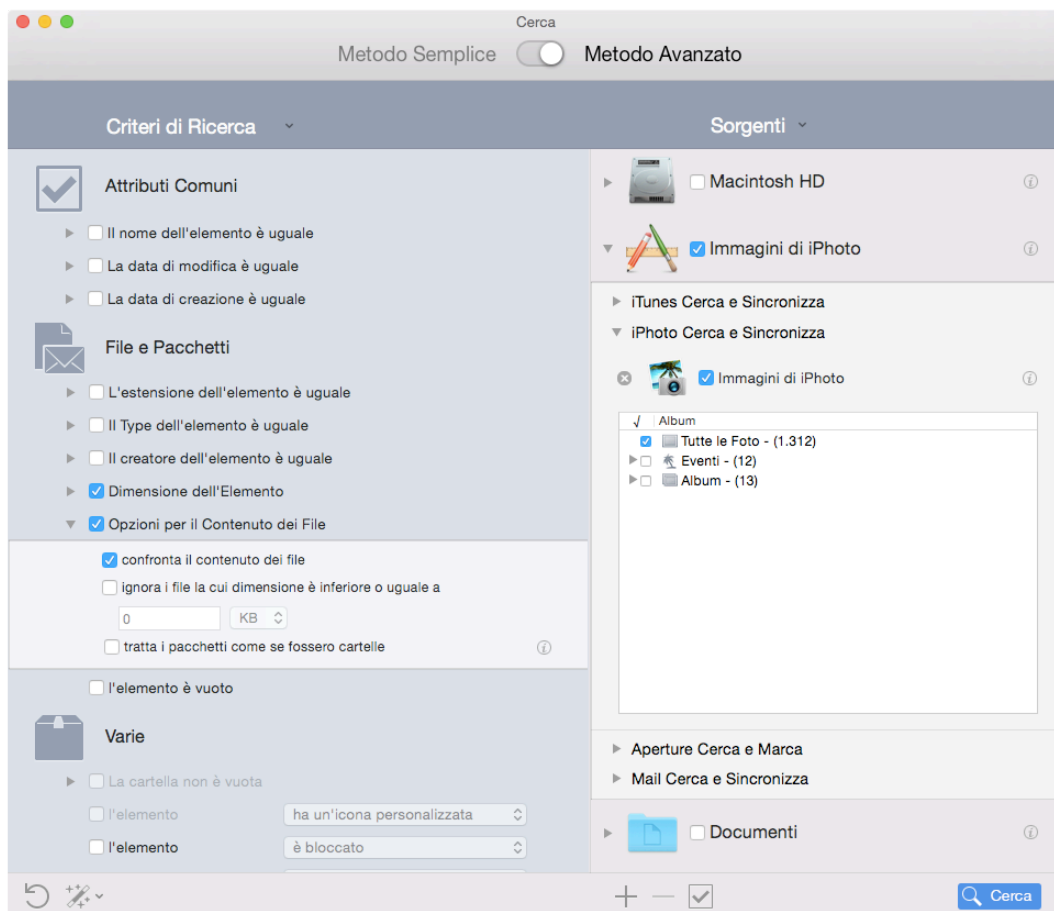 Cerca
Metodo Semplice Metodo Avanzato
Criteri di Ricerca
Attributi Comuni
Il nome dell'elemento è uguale
La data di modifica è uguale
La data di creazione è uguale
File e Pacchetti
L'estensione dell'elemento è uguale
Il Type dell'elemento è uguale
Il creatore dell'elemento è uguale
Dimensione dell'Elemento
Opzioni per il Contenuto dei File
confronta il contenuto dei file
ignora i file la cui dimensione è inferiore o uguale a
0 KB
tratta i pacchetti come se fossero cartelle
l'elemento è vuoto
Varie
La cartella non è vuota
l'elemento ha un'icona personalizzata
l'elemento è bloccato
Sorgenti
Macintosh HD
Immagini di iPhoto
iTunes Cerca e Sincronizza
iPhoto Cerca e Sincronizza
Immagini di iPhoto
√ Album
Tutte le Foto - (1.312)
Eventi - (12)
Album - (13)
Aperture Cerca e Marca
Mail Cerca e Sincronizza
Documenti
Cerca